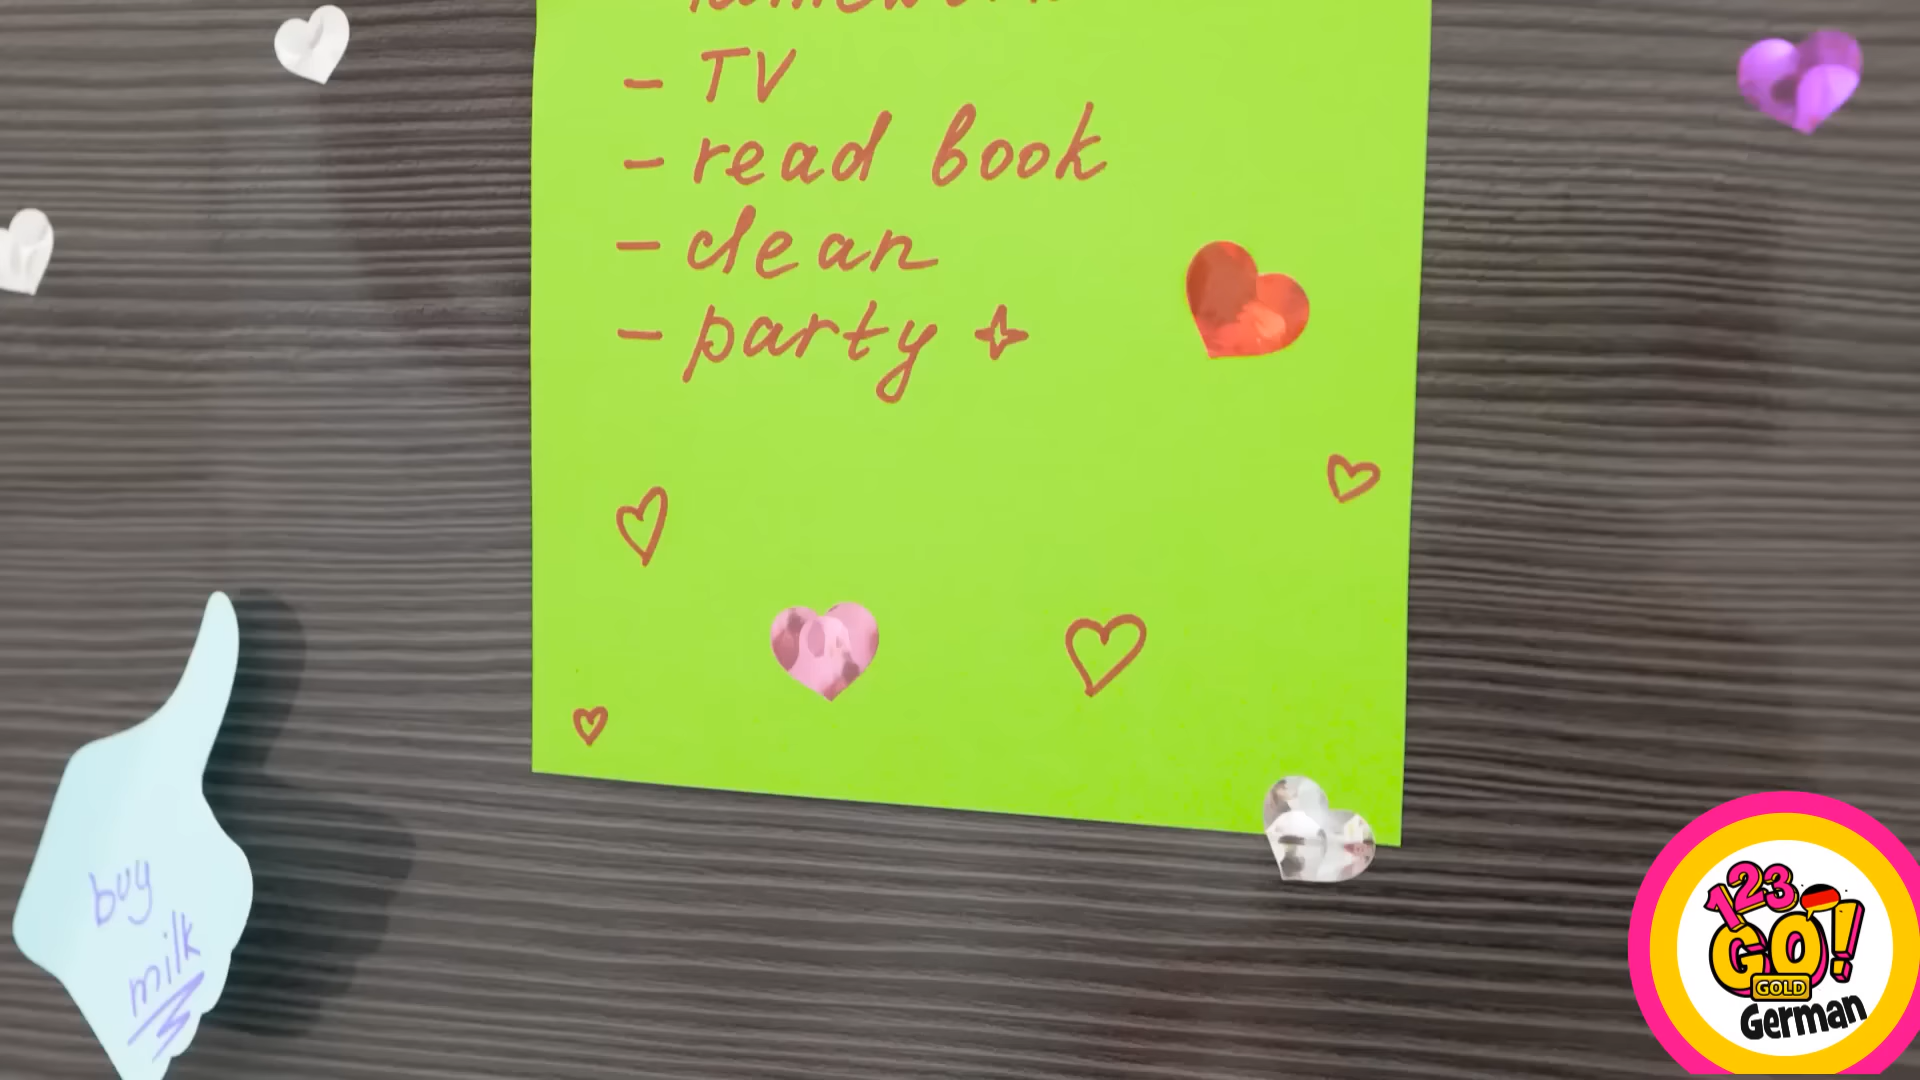 - TV
- read book
- clean
- party
buy
milk
123
GO!
GOLD
German